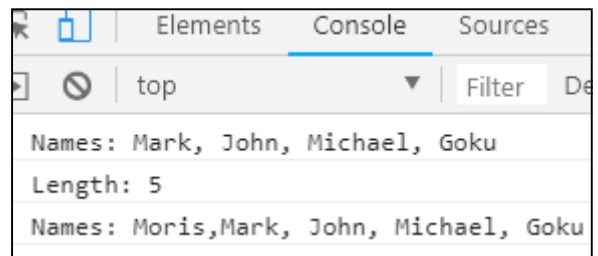 Elements Console Sources
top Filter De
Names: Mark, John, Michael, Goku
Length: 5
Names: Moris,Mark, John, Michael, Goku